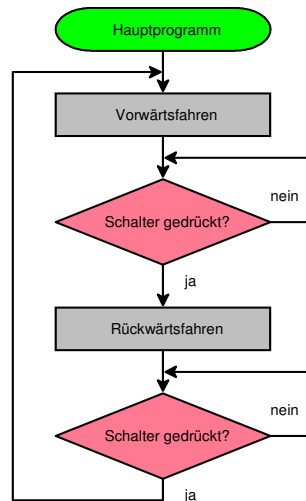 Hauptprogramm
Vorwärtsfahren
Schalter gedrückt?
nein
ja
Rückwärtsfahren
Schalter gedrückt?
nein
ja